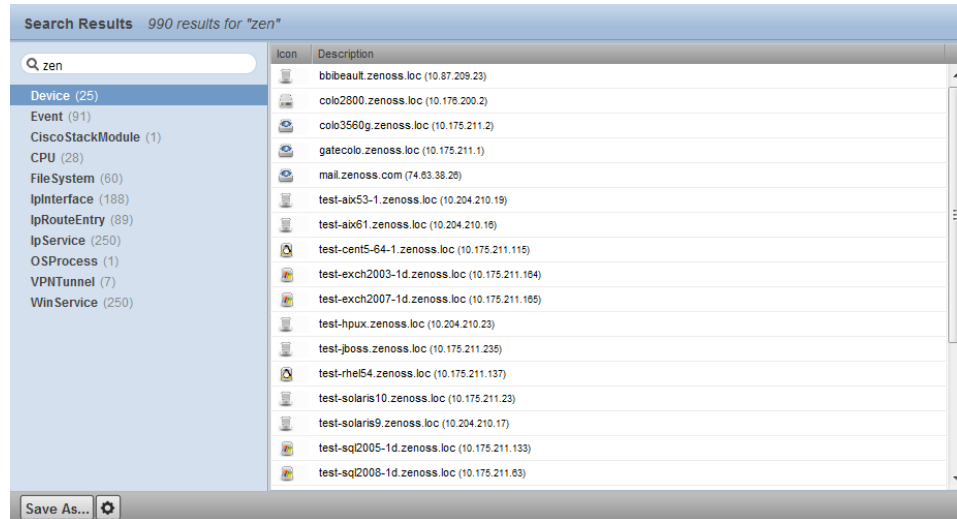 Search Results 990 results for "zen"
zen
Device (25)
Event (91)
CiscoStackModule (1)
CPU (28)
FileSystem (60)
IpInterface (188)
IpRouteEntry (89)
IpService (250)
OSProcess (1)
VPNTunnel (7)
WinService (250)
Icon Description
bbibeault.zenoss.loc (10.87.209.23)
colo2800.zenoss.loc (10.176.200.2)
colo3560g.zenoss.loc (10.175.211.2)
gatecolo.zenoss.loc (10.175.211.1)
mail.zenoss.com (74.63.38.26)
test-aix53-1.zenoss.loc (10.204.210.19)
test-aix61.zenoss.loc (10.204.210.16)
test-cent5-64-1.zenoss.loc (10.175.211.115)
test-exch2003-1d.zenoss.loc (10.175.211.164)
test-exch2007-1d.zenoss.loc (10.175.211.165)
test-hpux.zenoss.loc (10.204.210.23)
test-jboss.zenoss.loc (10.175.211.235)
test-rhel54.zenoss.loc (10.175.211.137)
test-solaris10.zenoss.loc (10.175.211.23)
test-solaris9.zenoss.loc (10.204.210.17)
test-sql2005-1d.zenoss.loc (10.175.211.133)
test-sql2008-1d.zenoss.loc (10.175.211.63)
Save As...